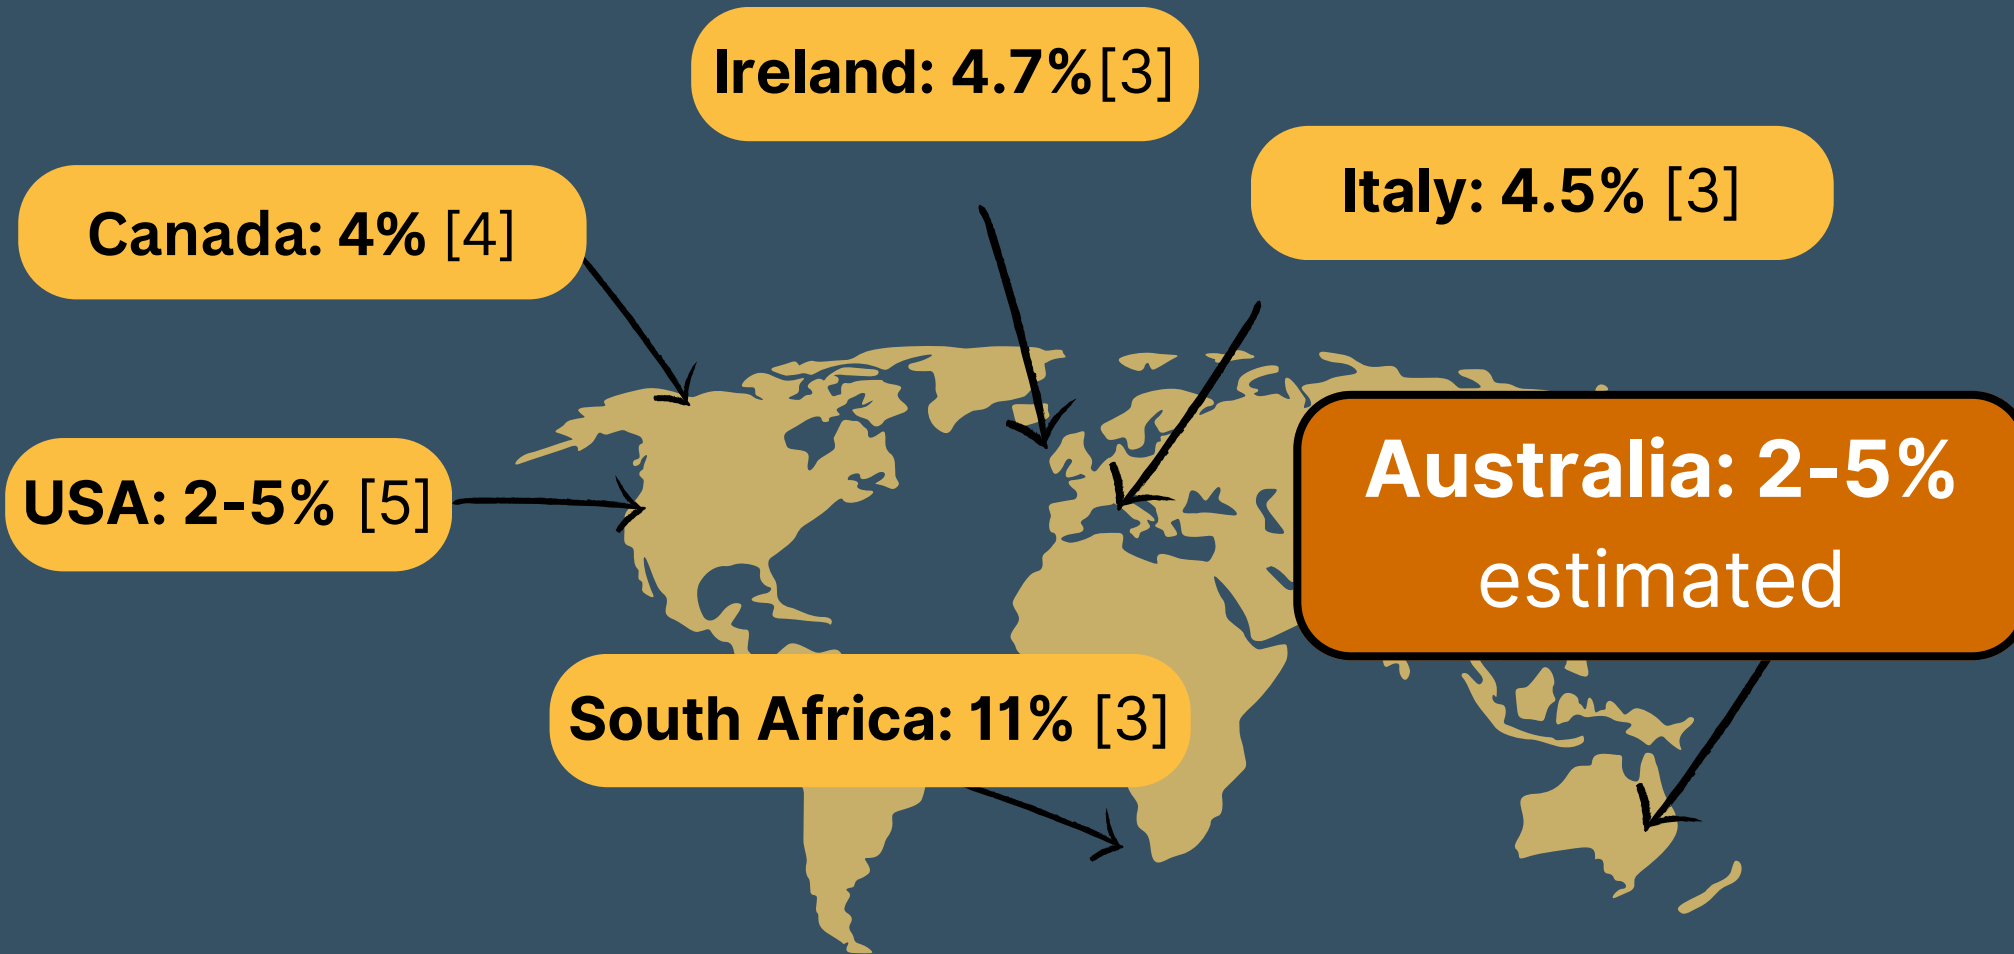 Ireland: 4.7%[3]
Italy: 4.5% [3]
Canada: 4% [4]
USA: 2-5% [5]
Australia: 2-5%
estimated
South Africa: 11% [3]